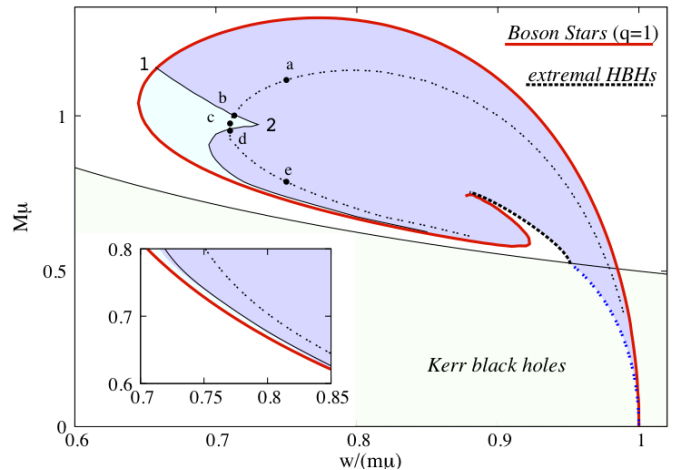 Boson Stars (q=1)
extremal HBHs
1
a
b
c
2
d
e
Mμ
1
0.5
0
0.8
0.7
0.6
0.7
0.75
0.8
0.85
Kerr black holes
0.6
0.7
0.8
0.9
1
w/(mμ)